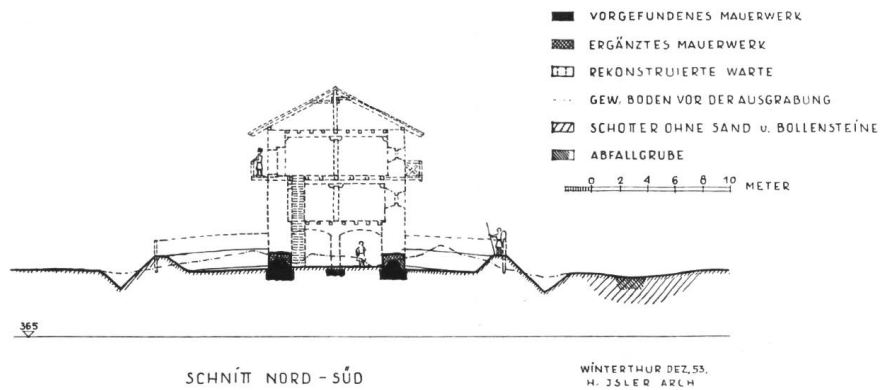 VORGEFUNDENES MAUERWERK
ERGÄNZTES MAUERWERK
REKONSTRUIERTE WARTE
GEW. BODEN VOR DER AUSGRABUNG
SCHOTTER OHNE SAND u. BOLLENSTEINE
ABFALLGRUBE
0 2 4 6 8 10 METER
365
SCHNITT NORD - SÜD
WINTERTHUR DEZ, 53.
H. JSLER ARCH